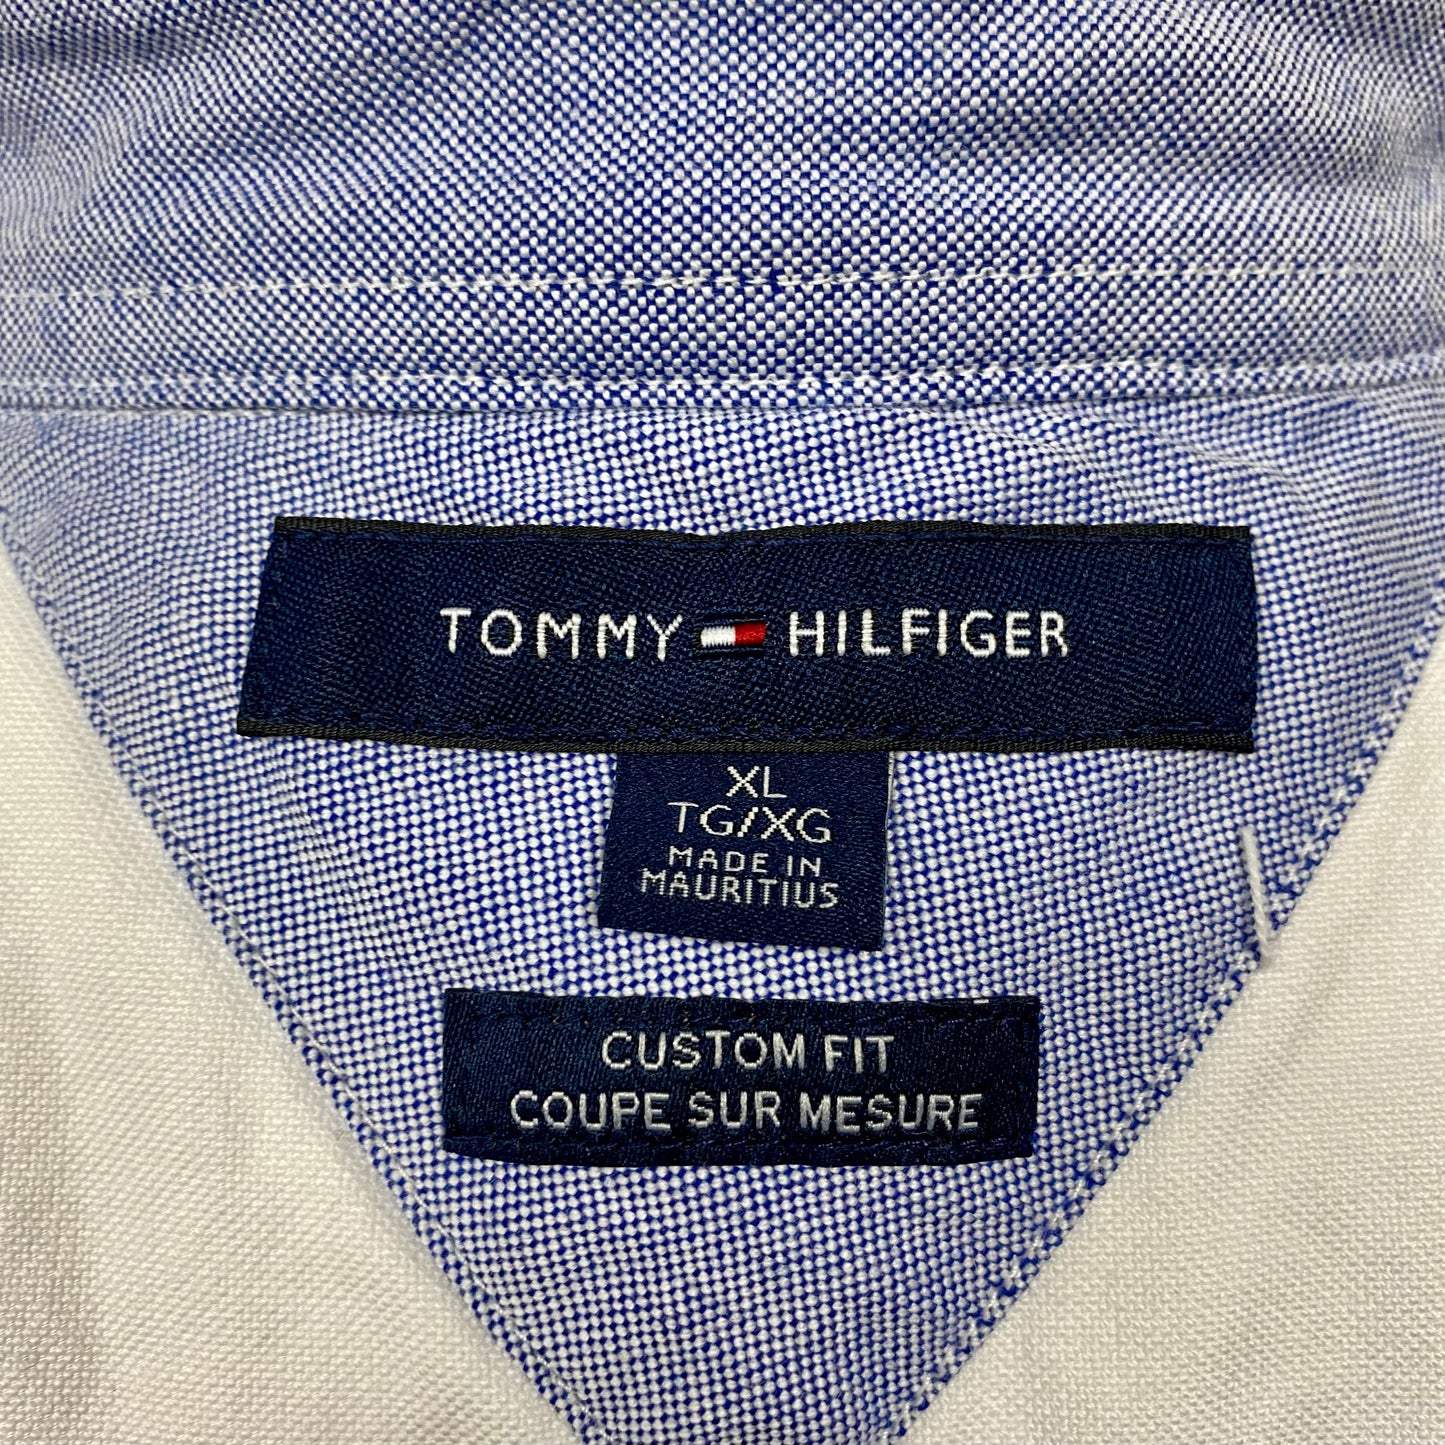 TOMMY HILFIGER
XL
TG/XG
MADE IN
MAURITIUS
CUSTOM FIT
COUPE SUR MESURE